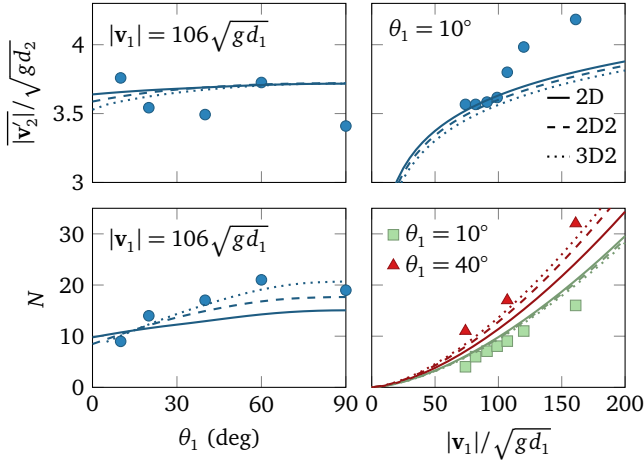 |v₁| = 106√gd₁
θ₁ = 10°
4
3.5
3
|v′₂|/√gd₂
2D
2D2
3D2
|v₁| = 106√gd₁
θ₁ = 10°
θ₁ = 40°
30
20
10
0
N
0 30 60 90
0 50 100 150 200
θ₁ (deg)
|v₁|/√gd₁